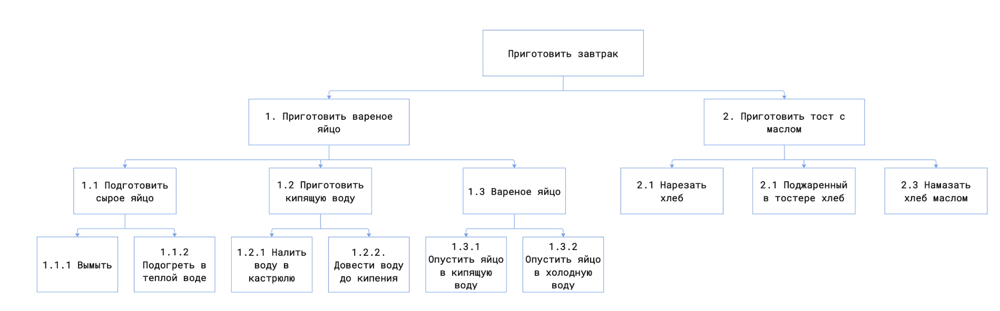 Приготовить завтрак
1. Приготовить вареное
яйцо
2. Приготовить тост с
маслом
1.1 Подготовить
сырое яйцо
1.2 Приготовить
кипящую воду
1.3 Вареное яйцо
2.1 Нарезать
хлеб
2.1 Поджаренный
в тостере хлеб
2.3 Намазать
хлеб маслом
1.1.1 Вымыть
1.1.2
Подогреть в
теплой воде
1.2.1 Налить
воду в
кастрюлю
1.2.2.
Довести воду
до кипения
1.3.1
Опустить яйцо
в кипящую
воду
1.3.2
Опустить яйцо
в холодную
воду